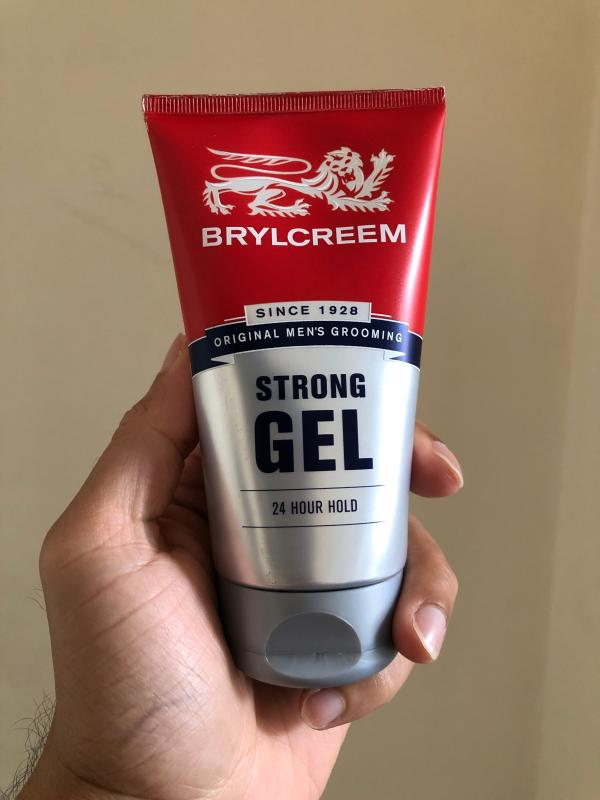 BRYLCREEM
SINCE 1928
ORIGINAL MEN'S GROOMING
STRONG
GEL
24 HOUR HOLD